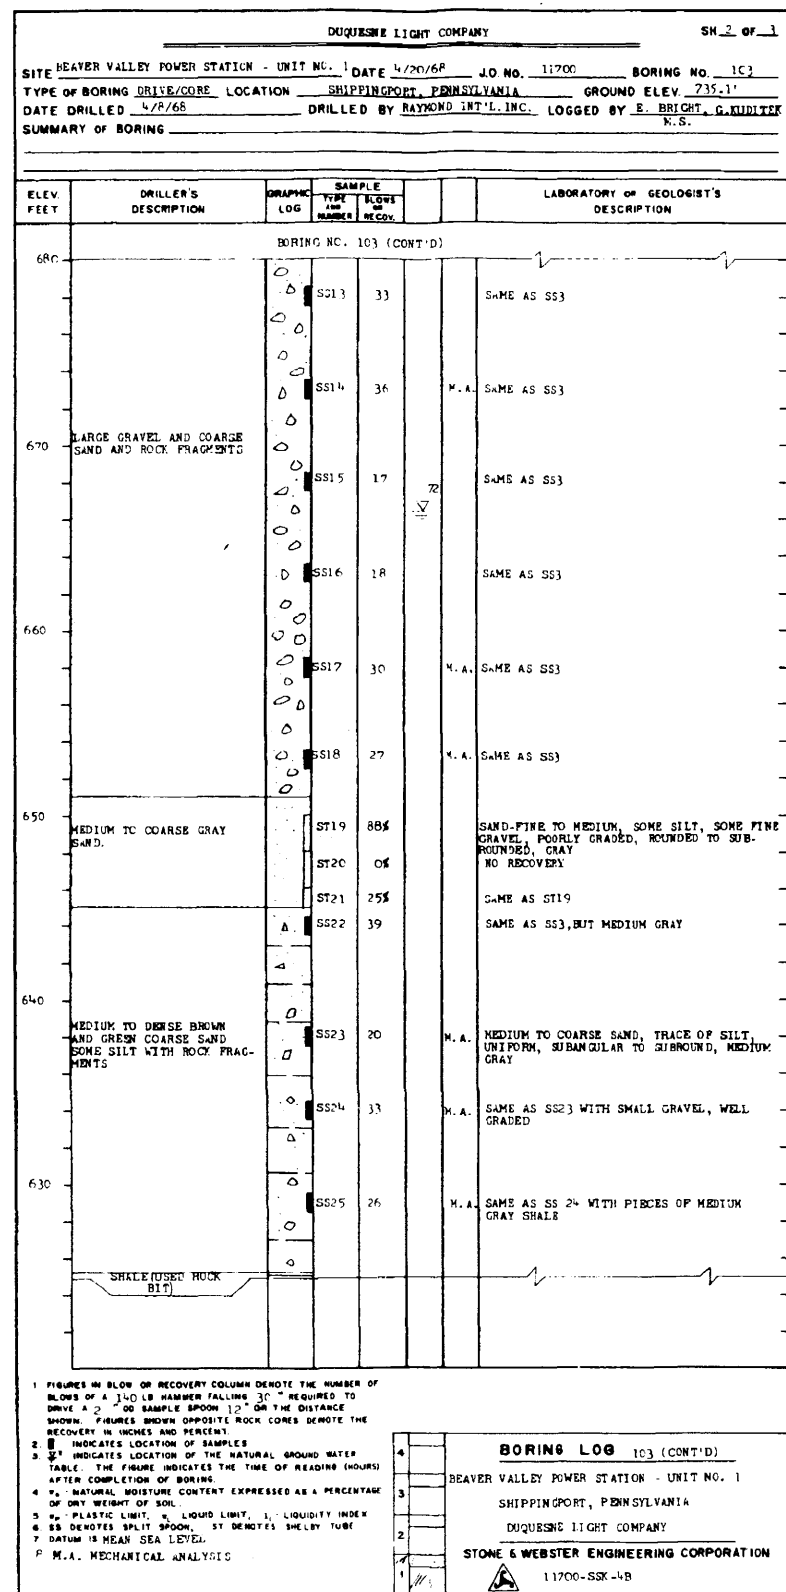 DUQUESNE LIGHT COMPANY
SH 2 OF 3
SITE BEAVER VALLEY POWER STATION - UNIT NO. 1 DATE 4/20/68 J.O. NO. 11700 BORING NO. 103
TYPE OF BORING DRIVE/CORE LOCATION SHIPPINGPORT, PENNSYLVANIA GROUND ELEV. 735.1'
DATE DRILLED 4/8/68 DRILLED BY RAYMOND INT'L. INC. LOGGED BY E. BRIGHT, G.KUDITEK
SUMMARY OF BORING
ELEV. FEET
DRILLER'S DESCRIPTION
GRAPHIC LOG
SAMPLE
TYPE AND NUMBER
BLOWS OR RECOV.
LABORATORY OR GEOLOGIST'S DESCRIPTION
BORING NO. 103 (CONT'D)
680
SS13 33 SAME AS SS3
SS14 36 M.A. SAME AS SS3
670
LARGE GRAVEL AND COARSE
SAND AND ROCK FRAGMENTS
SS15 17 SAME AS SS3
72
SS16 18 SAME AS SS3
660
SS17 30 M.A. SAME AS SS3
SS18 27 M.A. SAME AS SS3
650
MEDIUM TO COARSE GRAY
SAND.
ST19 88% SAND-FINE TO MEDIUM, SOME SILT, SOME FINE
GRAVEL, POORLY GRADED, ROUNDED TO SUB-
ROUNDED, GRAY
ST20 0% NO RECOVERY
ST21 25% SAME AS ST19
SS22 39 SAME AS SS3,BUT MEDIUM GRAY
640
MEDIUM TO DENSE BROWN
AND GREEN COARSE SAND
SOME SILT WITH ROCK FRAG-
MENTS
SS23 20 M.A. MEDIUM TO COARSE SAND, TRACE OF SILT,
UNIFORM, SUBANGULAR TO SUBROUND, MEDIUM
GRAY
SS24 33 M.A. SAME AS SS23 WITH SMALL GRAVEL, WELL
GRADED
630
SS25 26 M.A. SAME AS SS 24 WITH PIECES OF MEDIUM
GRAY SHALE
SHALE(USED ROCK
BIT)
1 FIGURES IN BLOW OR RECOVERY COLUMN DENOTE THE NUMBER OF
BLOWS OF A 140 LB HAMMER FALLING 30" REQUIRED TO
DRIVE A 2" OD SAMPLE SPOON 12" OR THE DISTANCE
SHOWN. FIGURES SHOWN OPPOSITE ROCK CORES DENOTE THE
RECOVERY IN INCHES AND PERCENT.
2. INDICATES LOCATION OF SAMPLES
3. INDICATES LOCATION OF THE NATURAL GROUND WATER
TABLE. THE FIGURE INDICATES THE TIME OF READING (HOURS)
AFTER COMPLETION OF BORING.
4 NATURAL MOISTURE CONTENT EXPRESSED AS A PERCENTAGE
OF DRY WEIGHT OF SOIL.
5 PLASTIC LIMIT, LIQUID LIMIT, LIQUIDITY INDEX
6 SS DENOTES SPLIT SPOON, ST DENOTES SHELBY TUBE
7 DATUM IS MEAN SEA LEVEL
M.A. MECHANICAL ANALYSIS
4
3
2
1
BORING LOG 103 (CONT'D)
BEAVER VALLEY POWER STATION - UNIT NO. 1
SHIPPINGPORT, PENNSYLVANIA
DUQUESNE LIGHT COMPANY
STONE & WEBSTER ENGINEERING CORPORATION
11700-SSK-4B